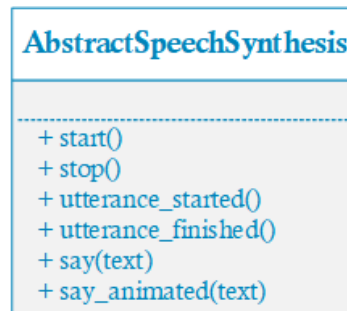 AbstractSpeechSynthesis
+ start()
+ stop()
+ utterance_started()
+ utterance_finished()
+ say(text)
+ say_animated(text)